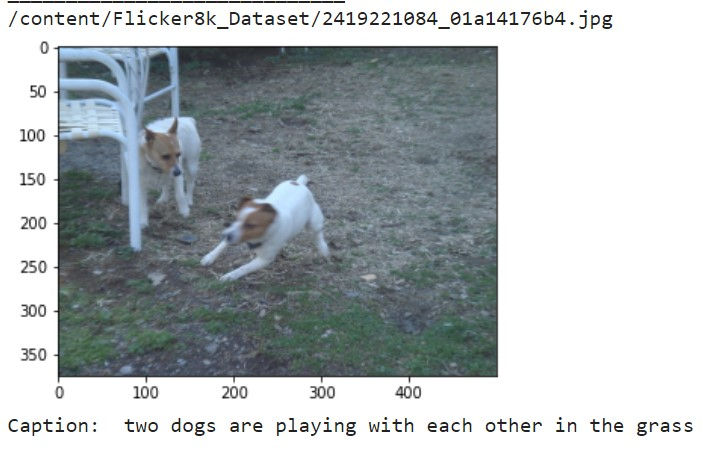 /content/Flicker8k_Dataset/2419221084_01a14176b4.jpg
0
50
100
150
200
250
300
350
0 100 200 300 400
Caption: two dogs are playing with each other in the grass